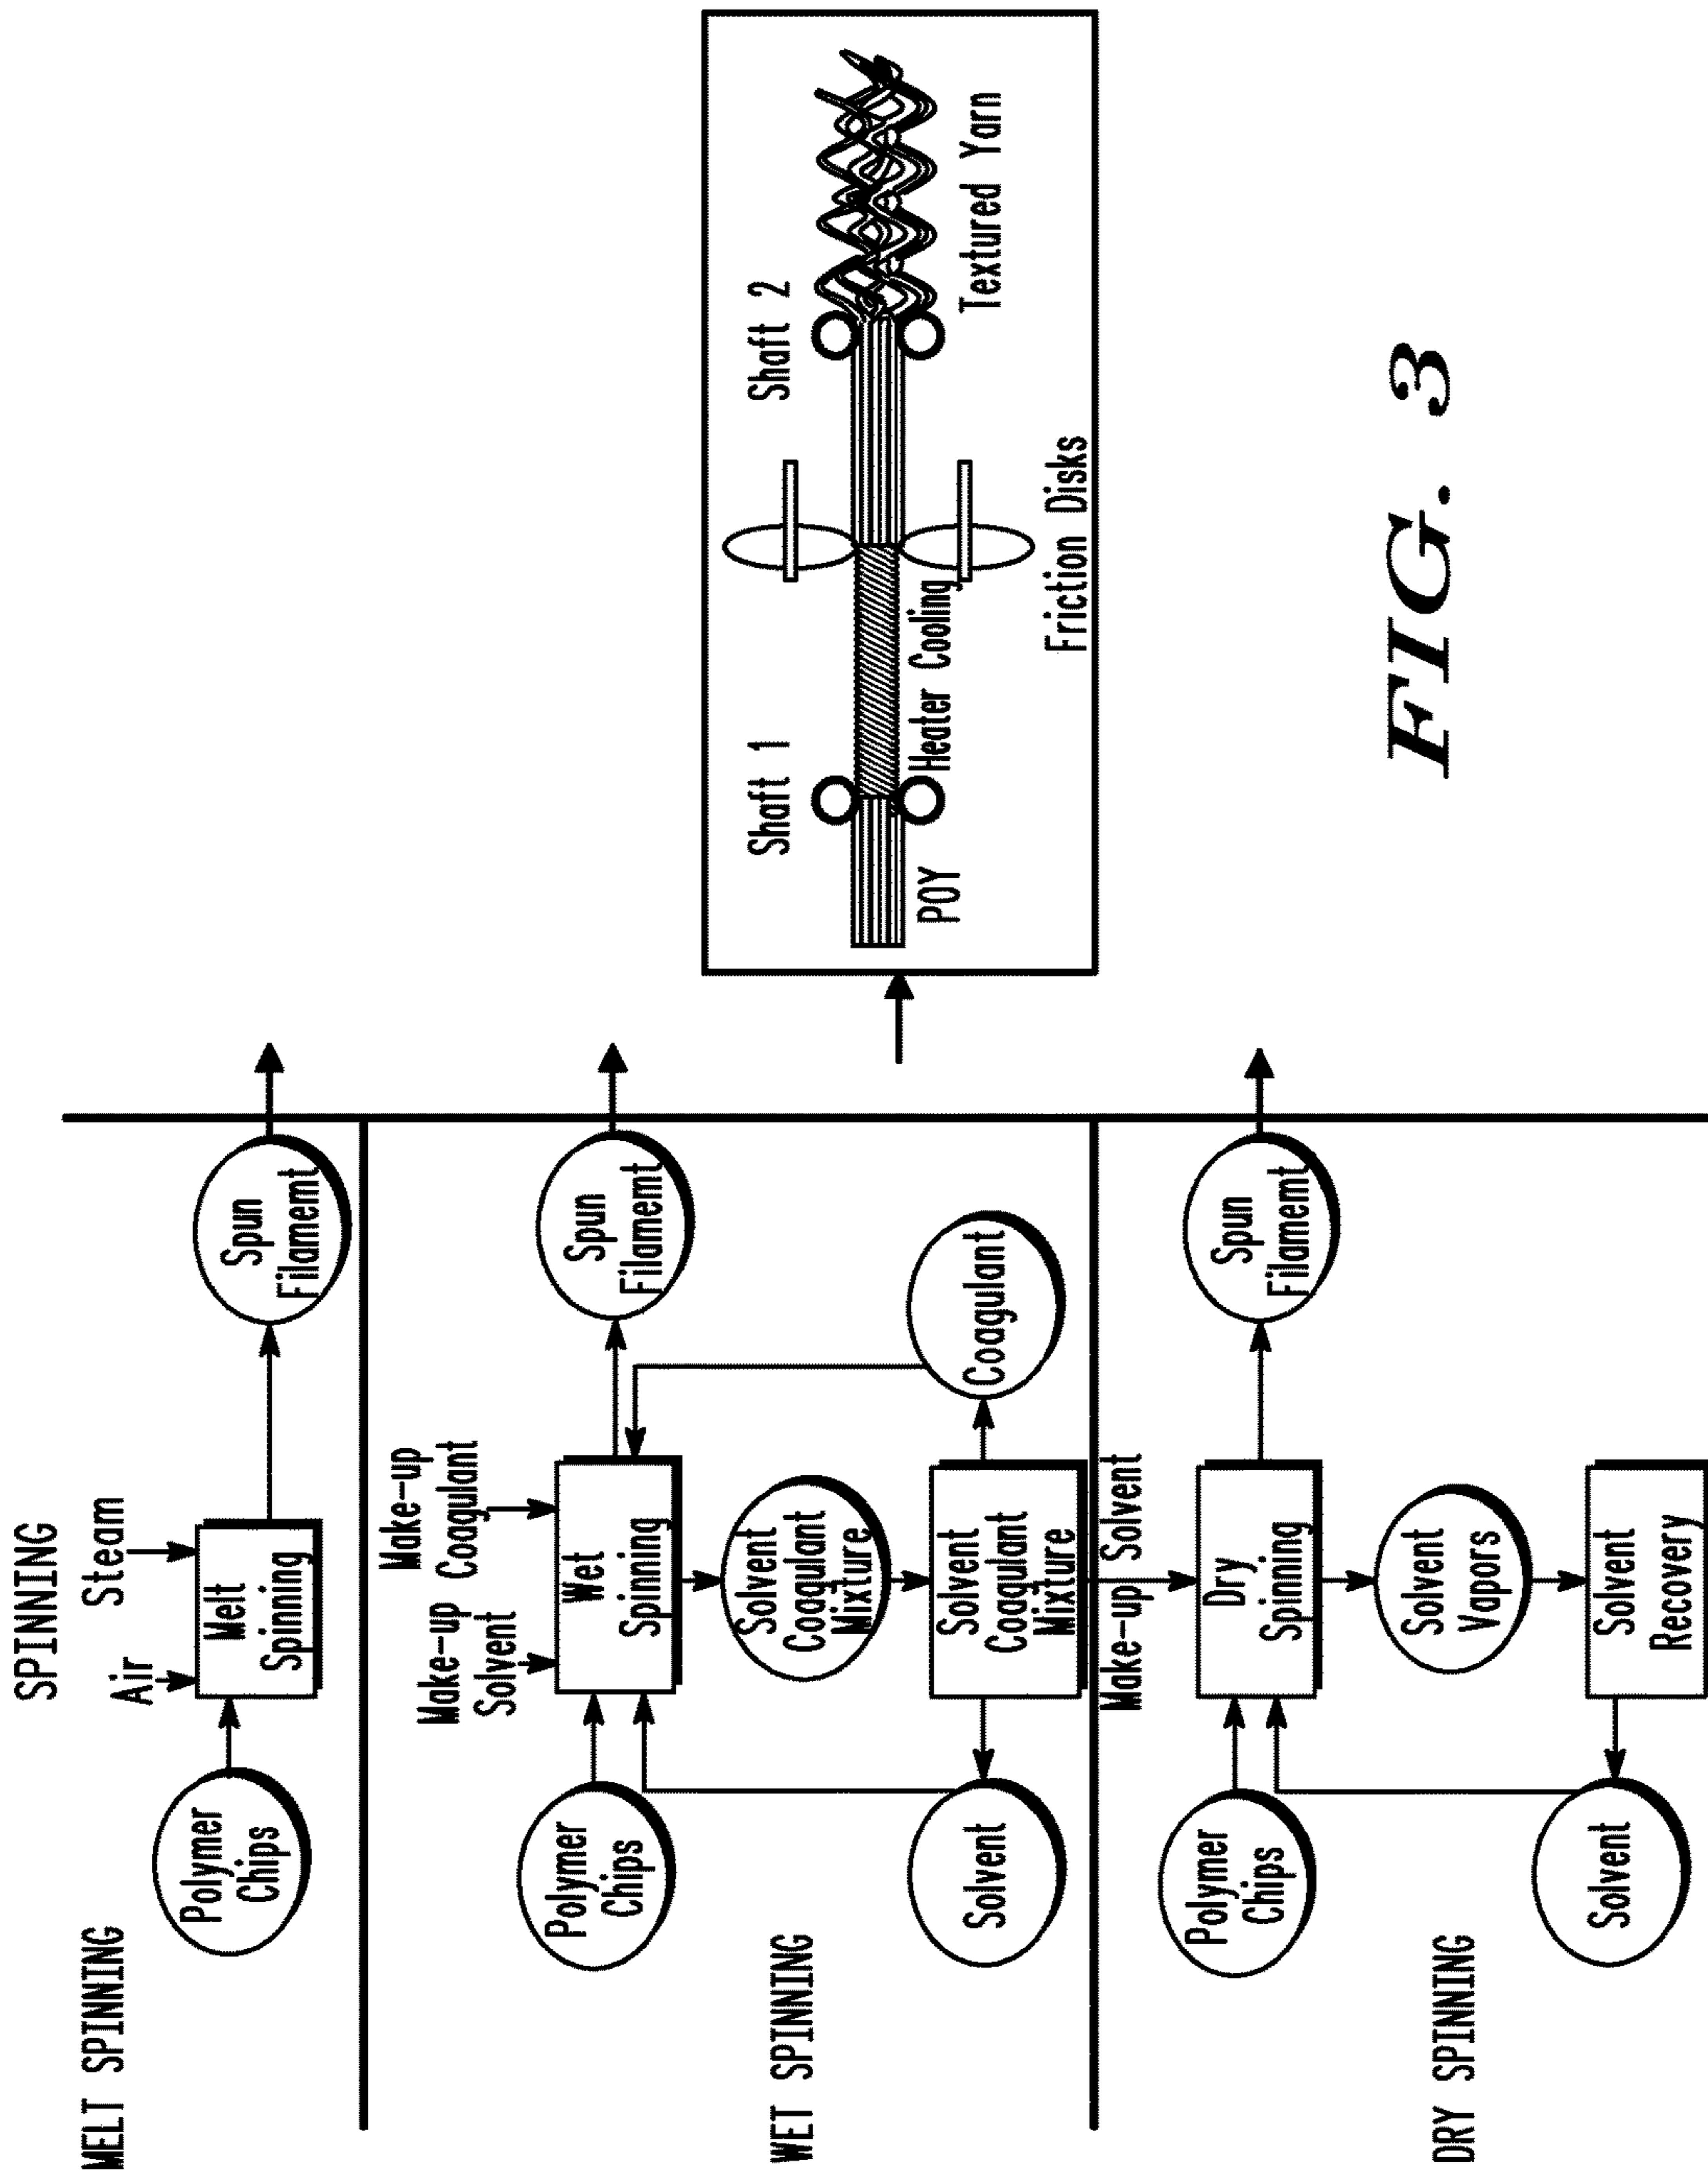 SPINNING
MELT SPINNING
Air
Steam
Polymer
Chips
Melt
Spinning
Spun
Filamemt
WET SPINNING
Make-up
Solvent
Make-up
Coagulant
Polymer
Chips
Wet
Spinning
Spun
Filamemt
Solvent
Coagulant
Mixture
Solvent
Solvent
Coagulant
Mixture
Coagulant
DRY SPINNING
Make-up Solvent
Polymer
Chips
Dry
Spinning
Spun
Filamemt
Solvent
Vapors
Solvent
Solvent
Recovery
Shaft 1
Shaft 2
POY
Heater Cooling
Textured Yarn
Friction Disks
FIG. 3